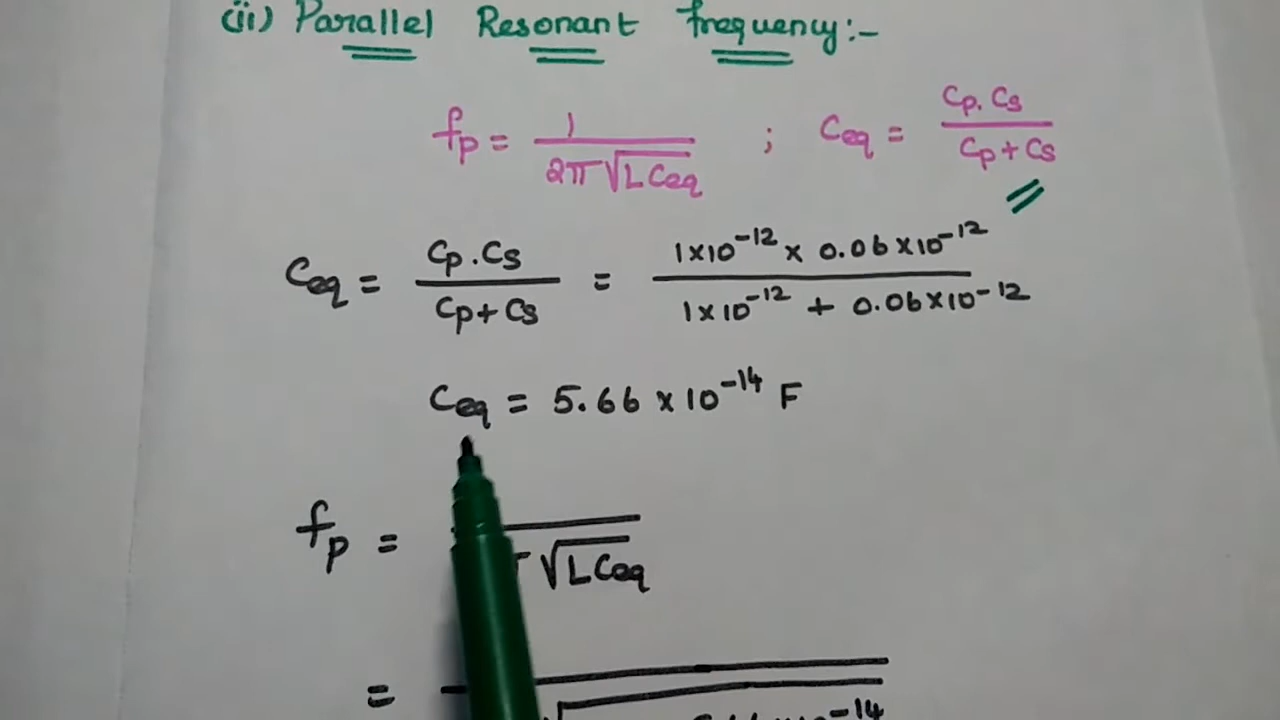 (ii) Parallel Resonant frequency:-
fp = 1 / 2π√LCeq ; Ceq = Cp.Cs / Cp+Cs
Ceq = Cp.Cs / Cp+Cs = 1×10⁻¹² × 0.06×10⁻¹² / 1×10⁻¹² + 0.06×10⁻¹²
Ceq = 5.66 × 10⁻¹⁴ F
fp = √LCeq
=